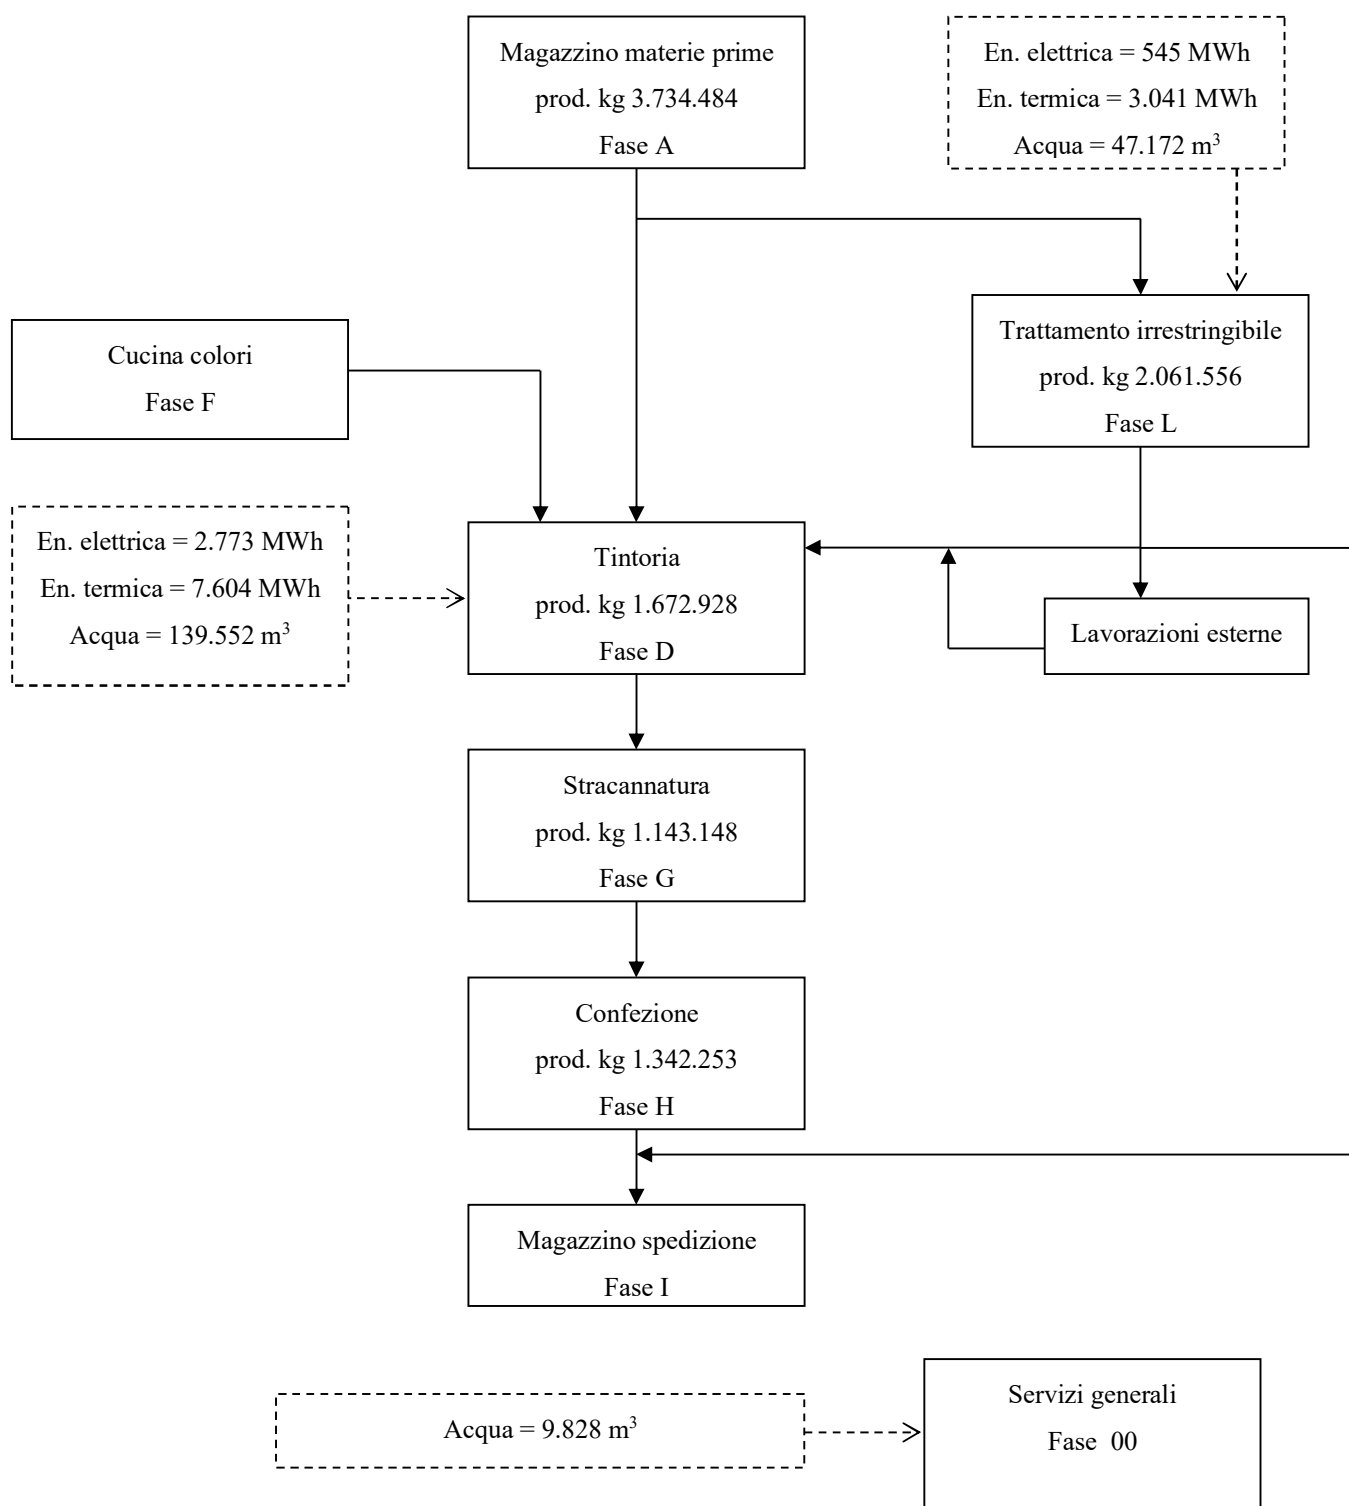 Magazzino materie prime
prod. kg 3.734.484
Fase A
En. elettrica = 545 MWh
En. termica = 3.041 MWh
Acqua = 47.172 m³
Trattamento irrestringibile
prod. kg 2.061.556
Fase L
Cucina colori
Fase F
En. elettrica = 2.773 MWh
En. termica = 7.604 MWh
Acqua = 139.552 m³
Tintoria
prod. kg 1.672.928
Fase D
Lavorazioni esterne
Stracannatura
prod. kg 1.143.148
Fase G
Confezione
prod. kg 1.342.253
Fase H
Magazzino spedizione
Fase I
Acqua = 9.828 m³
Servizi generali
Fase 00